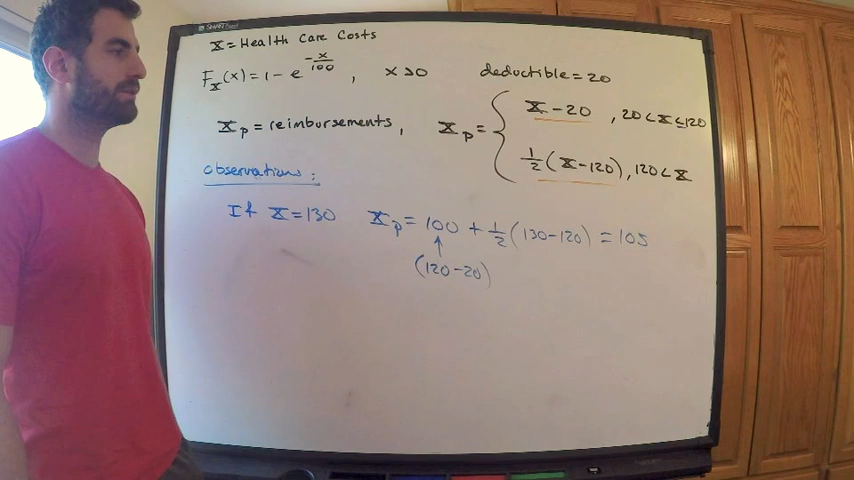 SMART
X = Health Care Costs
F_X(x) = 1 - e^{-x/100} , x > 0 deductible = 20
X_p = reimbursements, X_p = { X - 20 , 20 < X ≤ 120
½(X - 120), 120 < X
observations:
If X = 130 X_p = 100 + ½(130 - 120) = 105
(120 - 20)